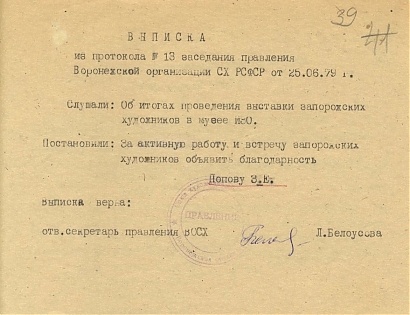 39
ВЫПИСКА
из протокола № 13 заседания правления
Воронежской организации СХ РСФСР от 25.06.79 г.
Слушали: Об итогах проведения выставки запорожских
художников в музее ИЗО.
Постановили: За активную работу и встречу запорожских
художников объявить благодарность
Попову З.Е.
Выписка верна:
ПРАВЛЕНИЕ
отв.секретарь правления ВОСХ
Л.Белоусова